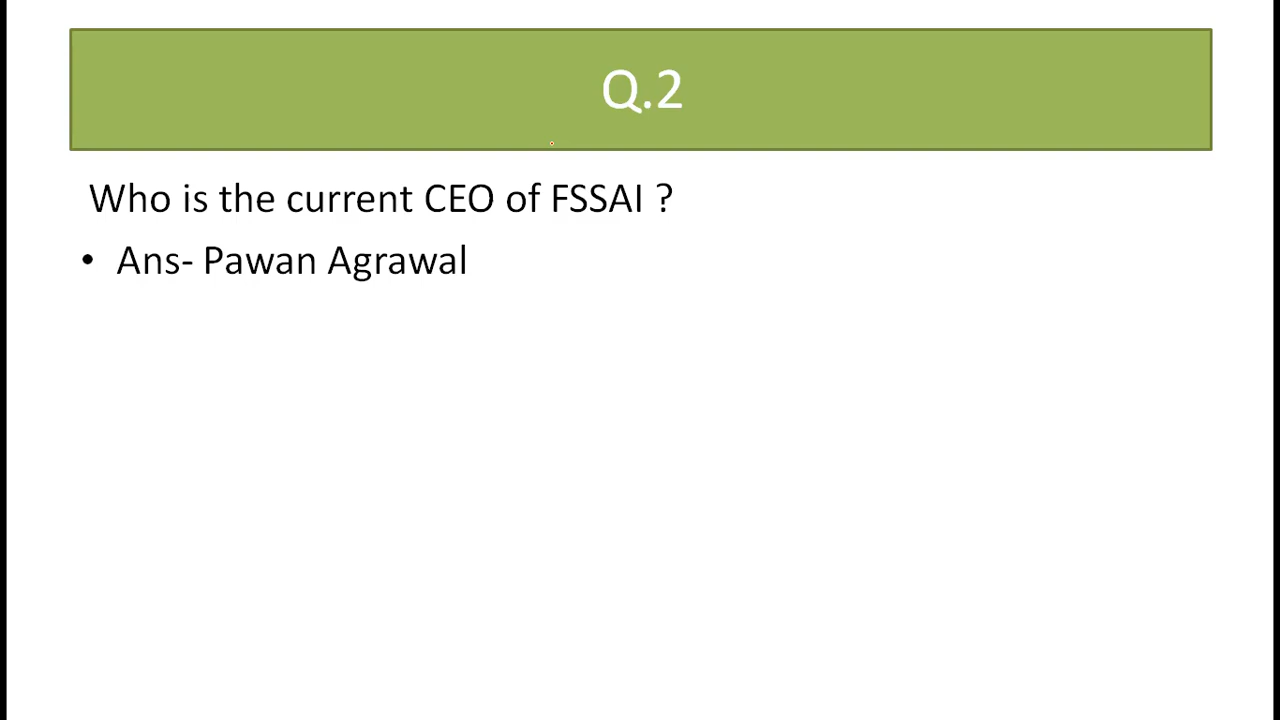 Q.2
Who is the current CEO of FSSAI ?
• Ans- Pawan Agrawal